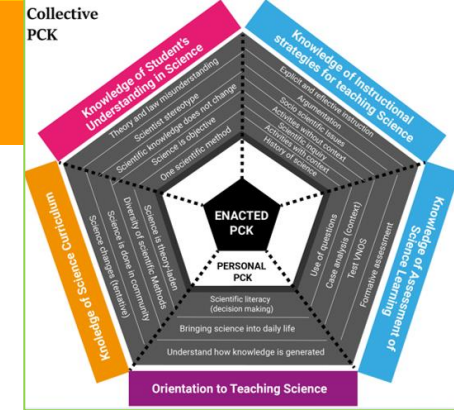 Collective
PCK
Knowledge of Student's
Understanding in Science
Theory and law misunderstanding
Scientist stereotype
Scientific knowledge does not change
Science is objective
One scientific method
Knowledge of Instructional
strategies for teaching Science
Explicit and reflective instruction
Argumentation
Socio scientific issues
Activities without context
Scientific inquiry
Activities with context
History of science
Knoledge of Science Curriculum
Science changes (tentative)
Science is done in community
Diversity of scientific Methods
Science is theory-laden
ENACTED
PCK
PERSONAL
PCK
Use of questions
Case analysis (context)
Test VNOS
Formative assessment
Knowledge of Assessment of
Science Learning
Scientific literacy
(decision making)
Bringing science into daily life
Understand how knowledge is generated
Orientation to Teaching Science